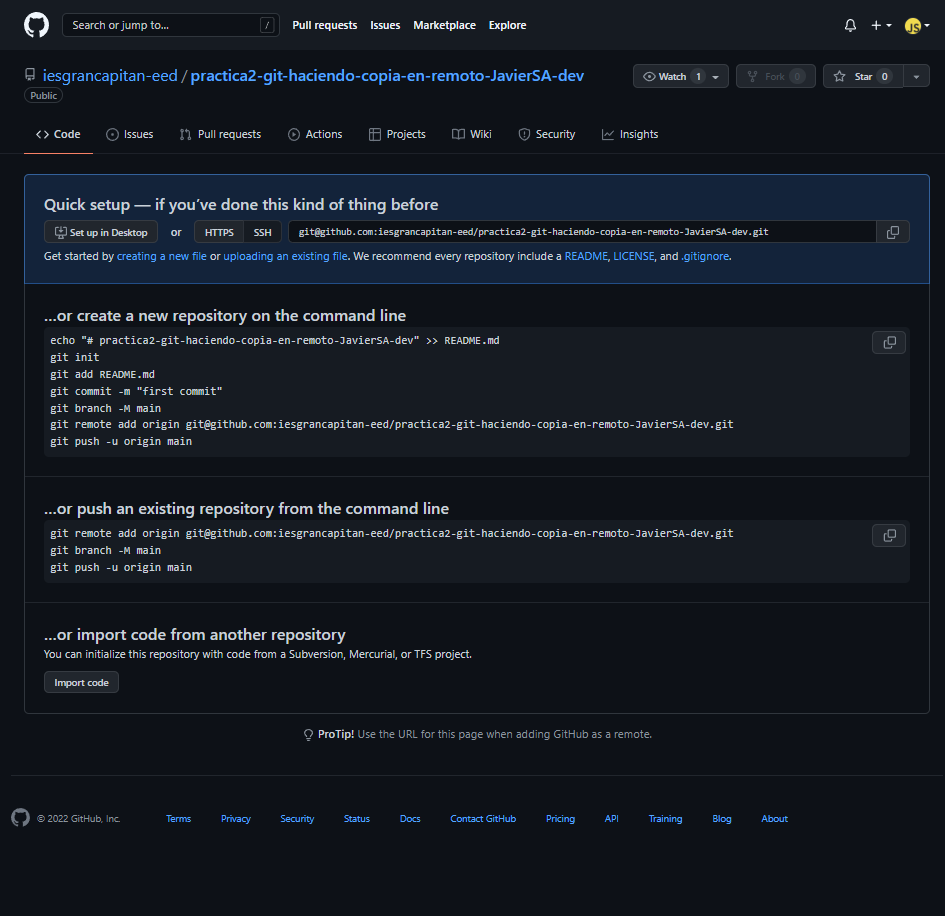 Search or jump to... / Pull requests Issues Marketplace Explore + JS
iesgrancapitan-eed / practica2-git-haciendo-copia-en-remoto-JavierSA-dev Watch 1 Fork 0 Star 0
Public
<> Code Issues Pull requests Actions Projects Wiki Security Insights
Quick setup — if you've done this kind of thing before
Set up in Desktop or HTTPS SSH git@github.com:iesgrancapitan-eed/practica2-git-haciendo-copia-en-remoto-JavierSA-dev.git
Get started by creating a new file or uploading an existing file. We recommend every repository include a README, LICENSE, and .gitignore.
...or create a new repository on the command line
echo "# practica2-git-haciendo-copia-en-remoto-JavierSA-dev" >> README.md
git init
git add README.md
git commit -m "first commit"
git branch -M main
git remote add origin git@github.com:iesgrancapitan-eed/practica2-git-haciendo-copia-en-remoto-JavierSA-dev.git
git push -u origin main
...or push an existing repository from the command line
git remote add origin git@github.com:iesgrancapitan-eed/practica2-git-haciendo-copia-en-remoto-JavierSA-dev.git
git branch -M main
git push -u origin main
...or import code from another repository
You can initialize this repository with code from a Subversion, Mercurial, or TFS project.
Import code
ProTip! Use the URL for this page when adding GitHub as a remote.
© 2022 GitHub, Inc. Terms Privacy Security Status Docs Contact GitHub Pricing API Training Blog About